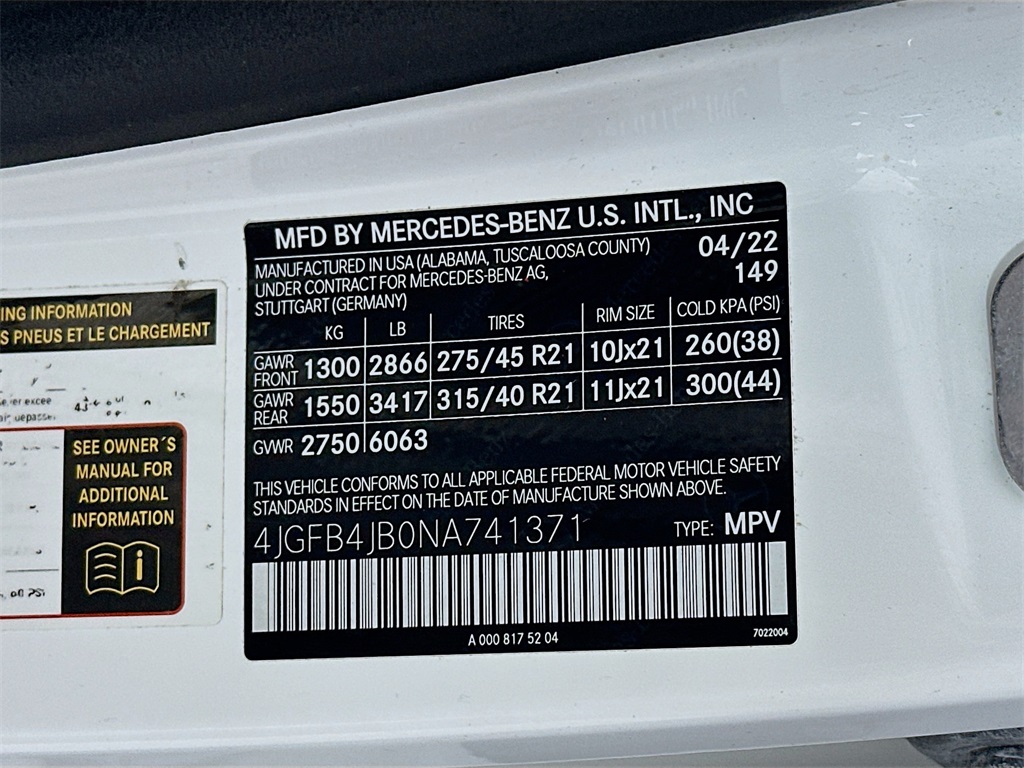 MFD BY MERCEDES-BENZ U.S. INTL., INC
MANUFACTURED IN USA (ALABAMA, TUSCALOOSA COUNTY) 04/22
UNDER CONTRACT FOR MERCEDES-BENZ AG, 149
STUTTGART (GERMANY)
KG LB TIRES RIM SIZE COLD KPA (PSI)
GAWR FRONT 1300 2866 275/45 R21 10Jx21 260(38)
GAWR REAR 1550 3417 315/40 R21 11Jx21 300(44)
GVWR 2750 6063
THIS VEHICLE CONFORMS TO ALL APPLICABLE FEDERAL MOTOR VEHICLE SAFETY
STANDARDS IN EFFECT ON THE DATE OF MANUFACTURE SHOWN ABOVE.
4JGFB4JB0NA741371 TYPE: MPV
A 000 817 52 04 7022004
ING INFORMATION
S PNEUS ET LE CHARGEMENT
SEE OWNER´S
MANUAL FOR
ADDITIONAL
INFORMATION